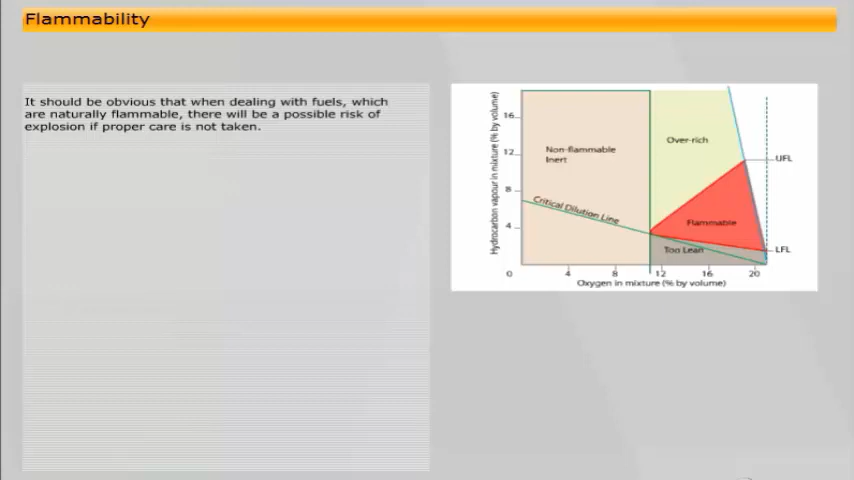 Flammability
It should be obvious that when dealing with fuels, which
are naturally flammable, there will be a possible risk of
explosion if proper care is not taken.
Hydrocarbon vapour in mixture (% by volume)
16
12
8
4
0
Non-flammable
Inert
Over-rich
UFL
Critical Dilution Line
Flammable
Too Lean
LFL
4
8
12
16
20
Oxygen in mixture (% by volume)